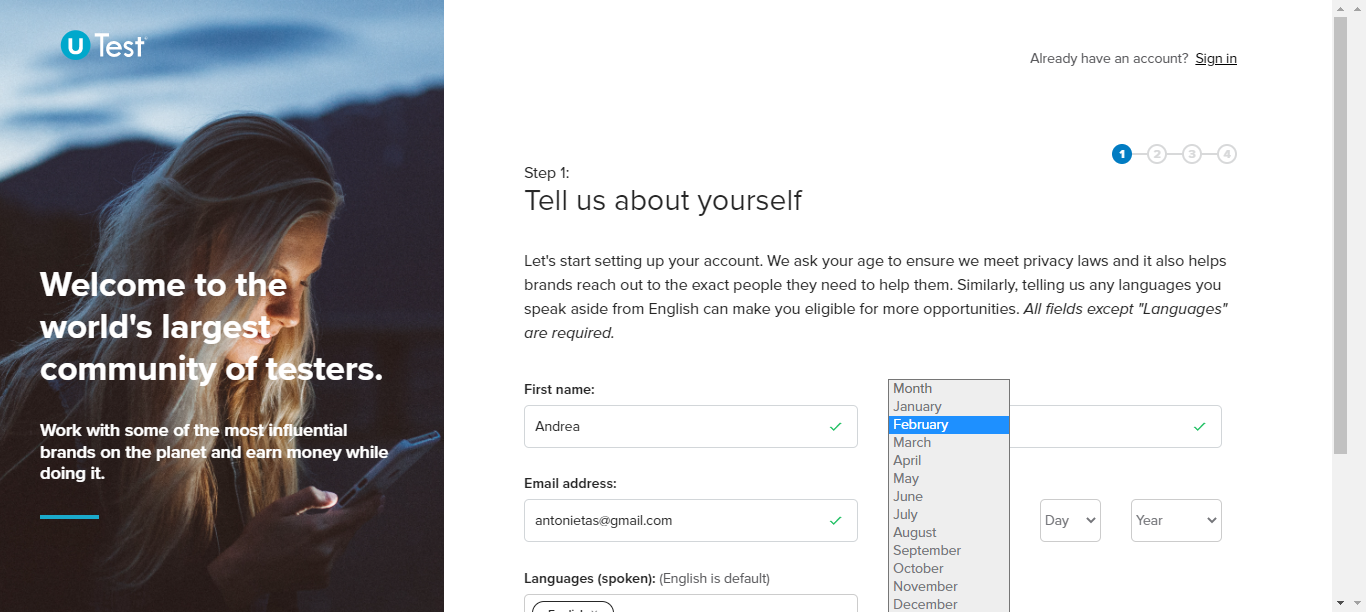 U Test
Already have an account? Sign in
1 2 3 4
Step 1:
Tell us about yourself
Let's start setting up your account. We ask your age to ensure we meet privacy laws and it also helps
brands reach out to the exact people they need to help them. Similarly, telling us any languages you
speak aside from English can make you eligible for more opportunities. All fields except "Languages"
are required.
Welcome to the
world's largest
community of testers.
Work with some of the most influential
brands on the planet and earn money while
doing it.
First name:
Andrea
Email address:
antonietas@gmail.com
Languages (spoken): (English is default)
Month
January
February
March
April
May
June
July
August
September
October
November
December
Day
Year